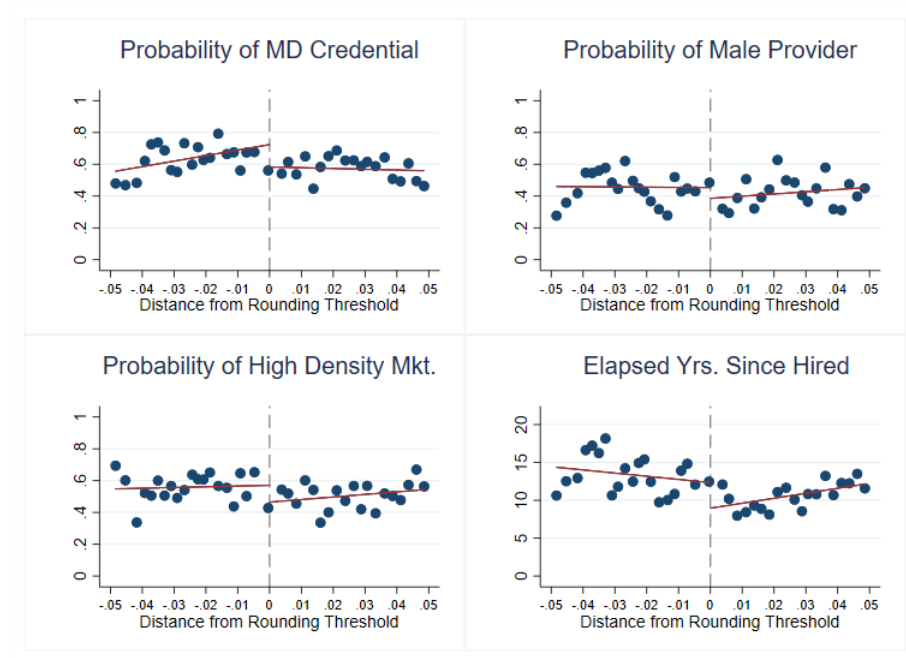 Probability of MD Credential
1
.8
.6
.4
.2
0
-.05 -.04 -.03 -.02 -.01 0 .01 .02 .03 .04 .05
Distance from Rounding Threshold
Probability of Male Provider
1
.8
.6
.4
.2
0
-.05 -.04 -.03 -.02 -.01 0 .01 .02 .03 .04 .05
Distance from Rounding Threshold
Probability of High Density Mkt.
1
.8
.6
.4
.2
0
-.05 -.04 -.03 -.02 -.01 0 .01 .02 .03 .04 .05
Distance from Rounding Threshold
Elapsed Yrs. Since Hired
20
15
10
5
0
-.05 -.04 -.03 -.02 -.01 0 .01 .02 .03 .04 .05
Distance from Rounding Threshold